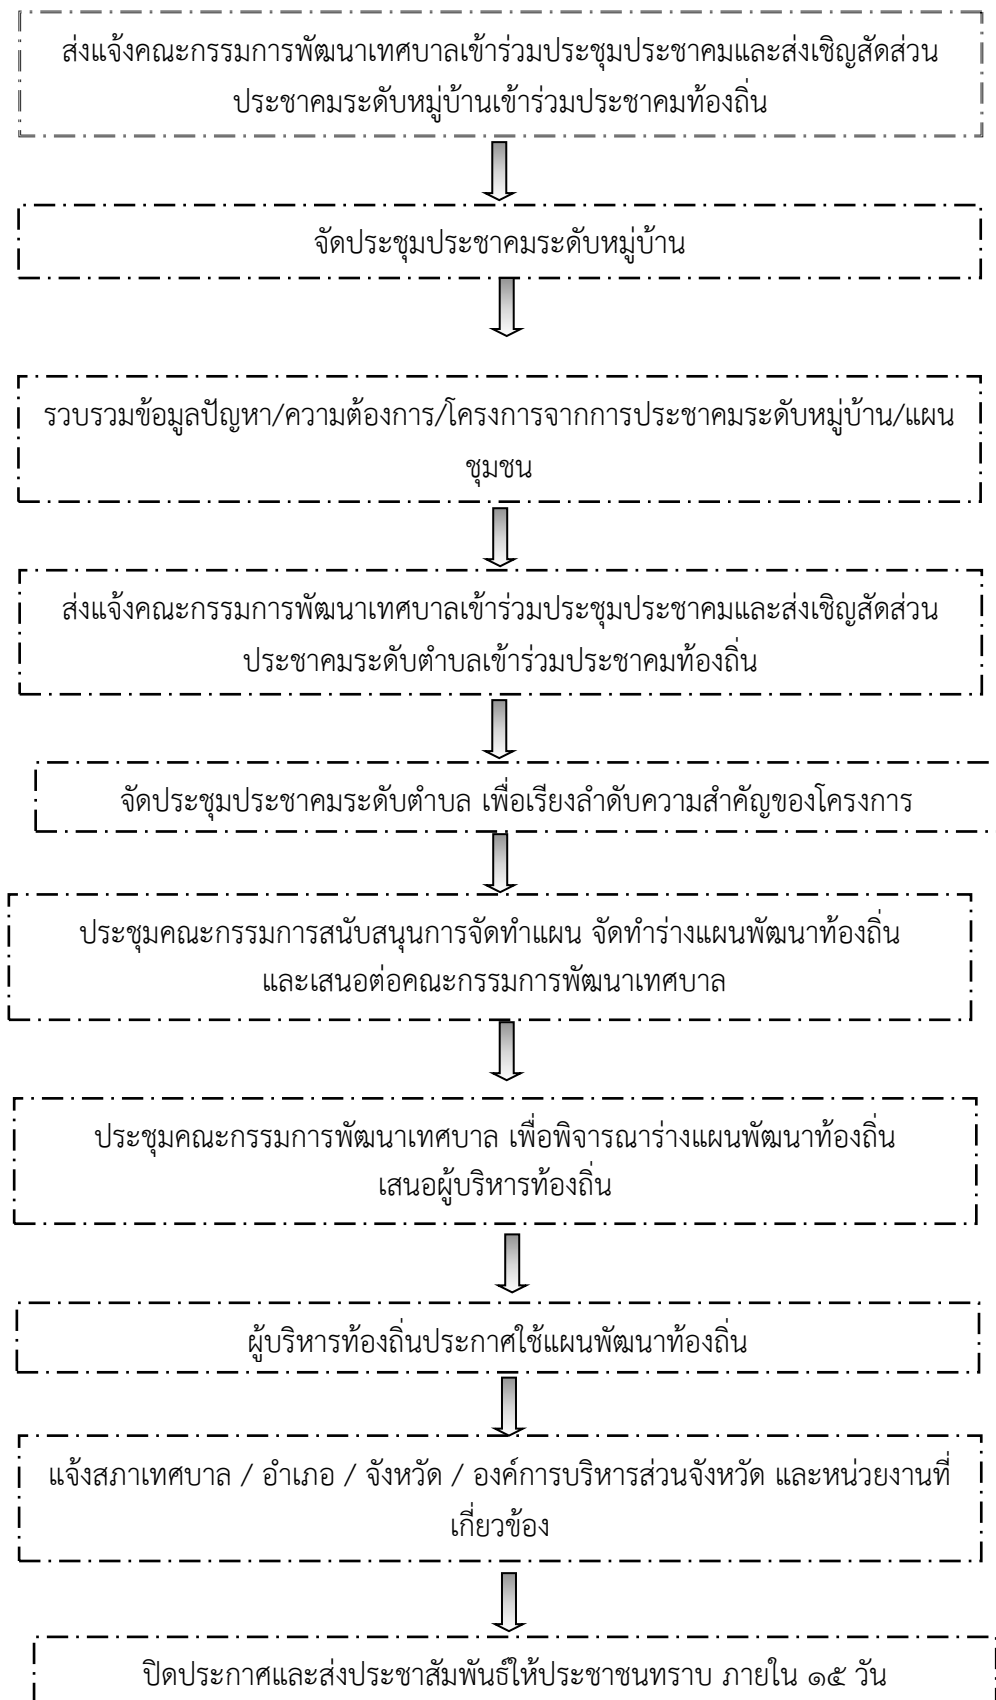 ส่งแจ้งคณะกรรมการพัฒนาเทศบาลเข้าร่วมประชุมประชาคมและส่งเชิญสัดส่วน
ประชาคมระดับหมู่บ้านเข้าร่วมประชาคมท้องถิ่น
จัดประชุมประชาคมระดับหมู่บ้าน
รวบรวมข้อมูลปัญหา/ความต้องการ/โครงการจากการประชาคมระดับหมู่บ้าน/แผน
ชุมชน
ส่งแจ้งคณะกรรมการพัฒนาเทศบาลเข้าร่วมประชุมประชาคมและส่งเชิญสัดส่วน
ประชาคมระดับตำบลเข้าร่วมประชาคมท้องถิ่น
จัดประชุมประชาคมระดับตำบล เพื่อเรียงลำดับความสำคัญของโครงการ
ประชุมคณะกรรมการสนับสนุนการจัดทำแผน จัดทำร่างแผนพัฒนาท้องถิ่น
และเสนอต่อคณะกรรมการพัฒนาเทศบาล
ประชุมคณะกรรมการพัฒนาเทศบาล เพื่อพิจารณาร่างแผนพัฒนาท้องถิ่น
เสนอผู้บริหารท้องถิ่น
ผู้บริหารท้องถิ่นประกาศใช้แผนพัฒนาท้องถิ่น
แจ้งสภาเทศบาล / อำเภอ / จังหวัด / องค์การบริหารส่วนจังหวัด และหน่วยงานที่
เกี่ยวข้อง
ปิดประกาศและส่งประชาสัมพันธ์ให้ประชาชนทราบ ภายใน ๑๕ วัน